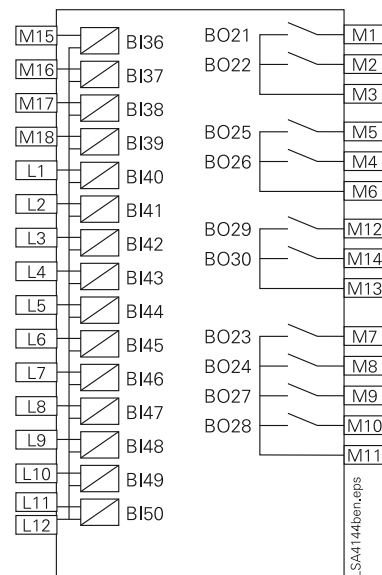 M15 BI36
M16 BI37
M17 BI38
M18 BI39
L1 BI40
L2 BI41
L3 BI42
L4 BI43
L5 BI44
L6 BI45
L7 BI46
L8 BI47
L9 BI48
L10 BI49
L11 BI50
L12
BO21 M1
BO22 M2
M3
BO25 M5
BO26 M4
M6
BO29 M12
BO30 M14
M13
BO23 M7
BO24 M8
BO27 M9
BO28 M10
M11
LSA4144ben.eps